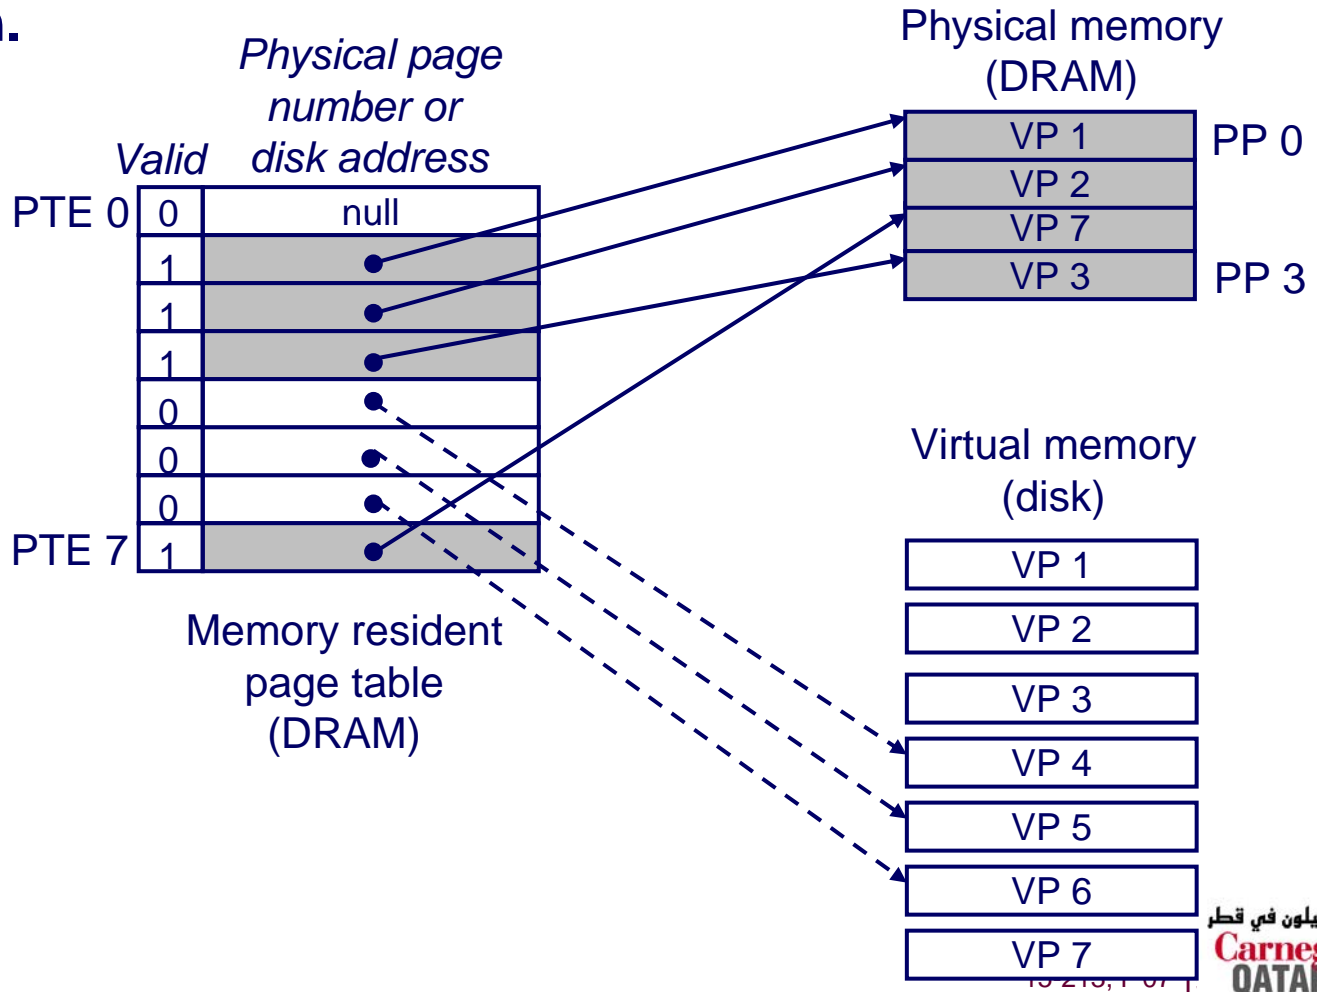 Physical page
number or
disk address
Valid
PTE 0
0
null
1
1
1
0
0
0
PTE 7
1
Memory resident
page table
(DRAM)
Physical memory
(DRAM)
VP 1
PP 0
VP 2
VP 7
VP 3
PP 3
Virtual memory
(disk)
VP 1
VP 2
VP 3
VP 4
VP 5
VP 6
VP 7
في قطر
QATAR